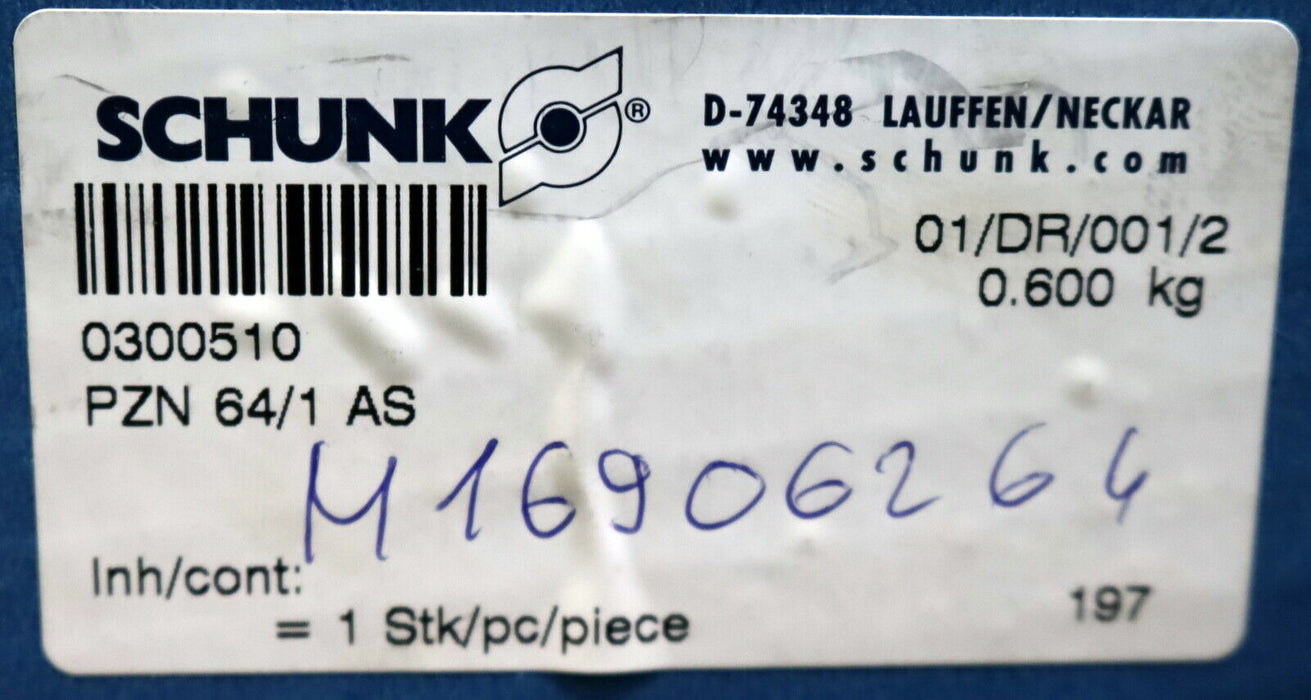 SCHUNK ®
D-74348 LAUFFEN/NECKAR
www.schunk.com
01/DR/001/2
0.600 kg
0300510
PZN 64/1 AS
M16906264
Inh/cont:
= 1 Stk/pc/piece
197